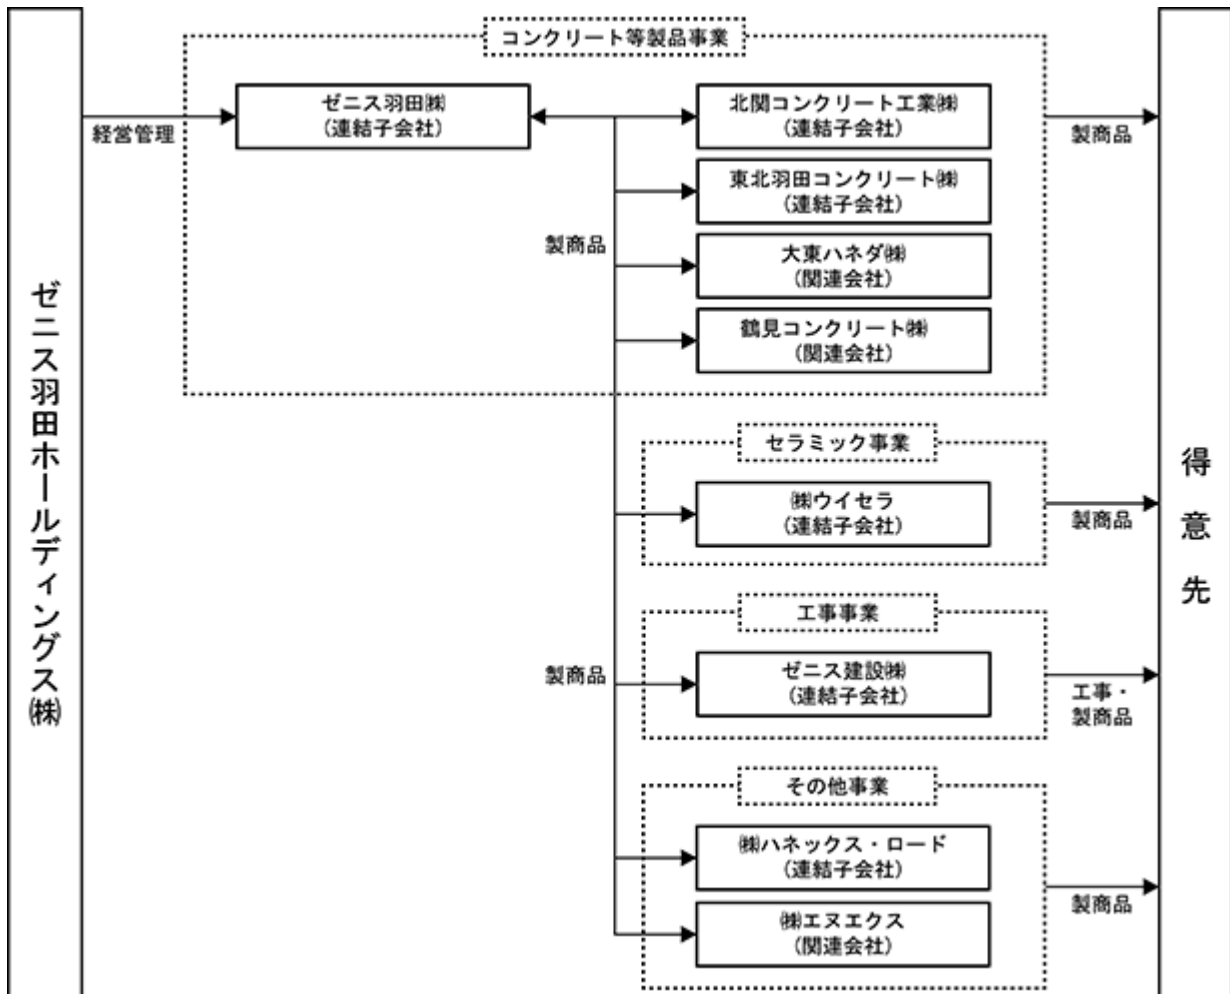 コンクリート等製品事業
ゼニス羽田㈱
(連結子会社)
北関コンクリート工業㈱
(連結子会社)
経営管理
製商品
東北羽田コンクリート㈱
(連結子会社)
製商品
大東ハネダ㈱
(関連会社)
鶴見コンクリート㈱
(関連会社)
ゼニス羽田ホールディングス㈱
得意先
セラミック事業
㈱ウイセラ
(連結子会社)
製商品
工事事業
製商品
ゼニス建設㈱
(連結子会社)
工事・
製商品
その他事業
㈱ハネックス・ロード
(連結子会社)
製商品
㈱エヌエクス
(関連会社)